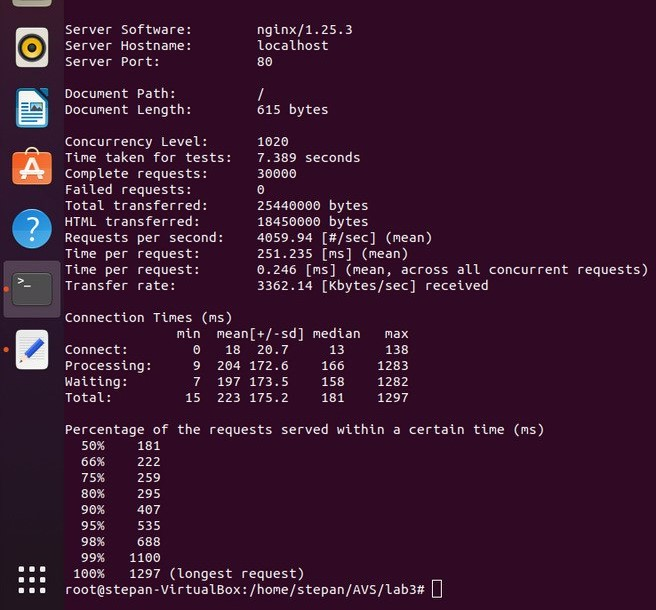 Server Software:        nginx/1.25.3
Server Hostname:        localhost
Server Port:            80
Document Path:          /
Document Length:        615 bytes
Concurrency Level:      1020
Time taken for tests:   7.389 seconds
Complete requests:      30000
Failed requests:        0
Total transferred:      25440000 bytes
HTML transferred:       18450000 bytes
Requests per second:    4059.94 [#/sec] (mean)
Time per request:       251.235 [ms] (mean)
Time per request:       0.246 [ms] (mean, across all concurrent requests)
Transfer rate:          3362.14 [Kbytes/sec] received
Connection Times (ms)
              min  mean[+/-sd] median   max
Connect:        0   18  20.7     13     138
Processing:     9  204 172.6    166    1283
Waiting:        7  197 173.5    158    1282
Total:         15  223 175.2    181    1297
Percentage of the requests served within a certain time (ms)
  50%    181
  66%    222
  75%    259
  80%    295
  90%    407
  95%    535
  98%    688
  99%   1100
 100%   1297 (longest request)
root@stepan-VirtualBox:/home/stepan/AVS/lab3#